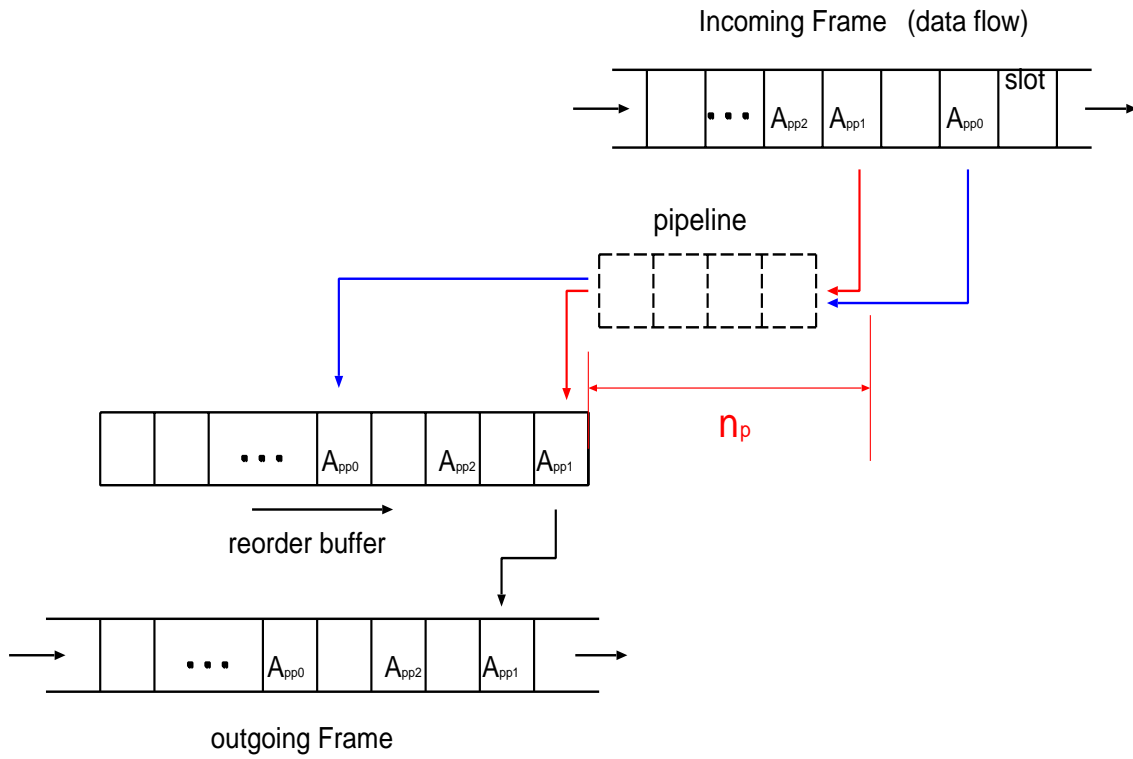 Incoming Frame (data flow)
slot
... App2 App1 App0
pipeline
np
... App0 App2 App1
reorder buffer
... App0 App2 App1
outgoing Frame